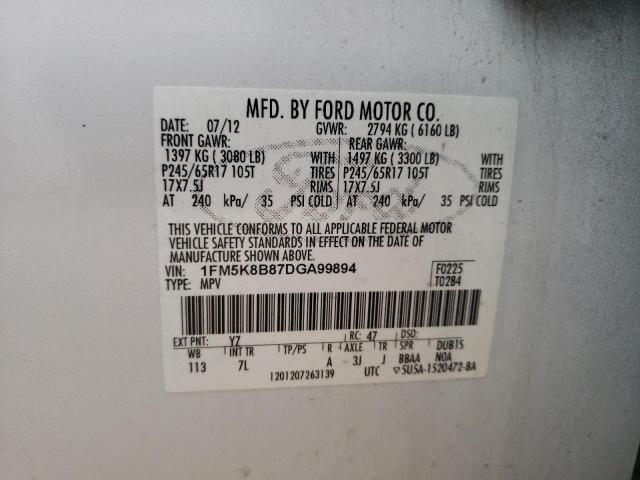 MFD. BY FORD MOTOR CO.
DATE: 07/12 GVWR: 2794 KG ( 6160 LB)
FRONT GAWR: REAR GAWR:
1397 KG ( 3080 LB) WITH 1497 KG ( 3300 LB) WITH
P245/65R17 105T TIRES P245/65R17 105T TIRES
17X7.5J RIMS 17X7.5J RIMS
AT 240 kPa/ 35 PSI COLD AT 240 kPa/ 35 PSI COLD
THIS VEHICLE CONFORMS TO ALL APPLICABLE FEDERAL MOTOR
VEHICLE SAFETY STANDARDS IN EFFECT ON THE DATE OF
MANUFACTURE SHOWN ABOVE.
VIN: 1FM5K8B87DGA99894 F0225
TYPE: MPV T0284
EXT PNT: YZ RC: 47 DSO:
WB INT TR TP/PS R AXLE TR SPR DUB1S
113 7L A 3J J BBAA N0A
1201207263139 UTC ▽5U5A-1520472-BA